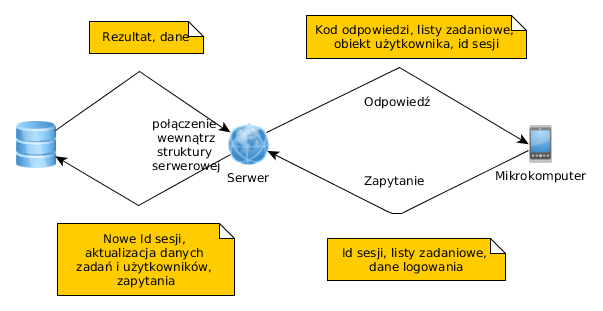 Rezultat, dane
Kod odpowiedzi, listy zadaniowe,
obiekt użytkownika, id sesji
Odpowiedź
połączenie
wewnątrz
struktury
serwerowej
Serwer
Mikrokomputer
Zapytanie
Nowe Id sesji,
aktualizacja danych
zadań i użytkowników,
zapytania
Id sesji, listy zadaniowe,
dane logowania